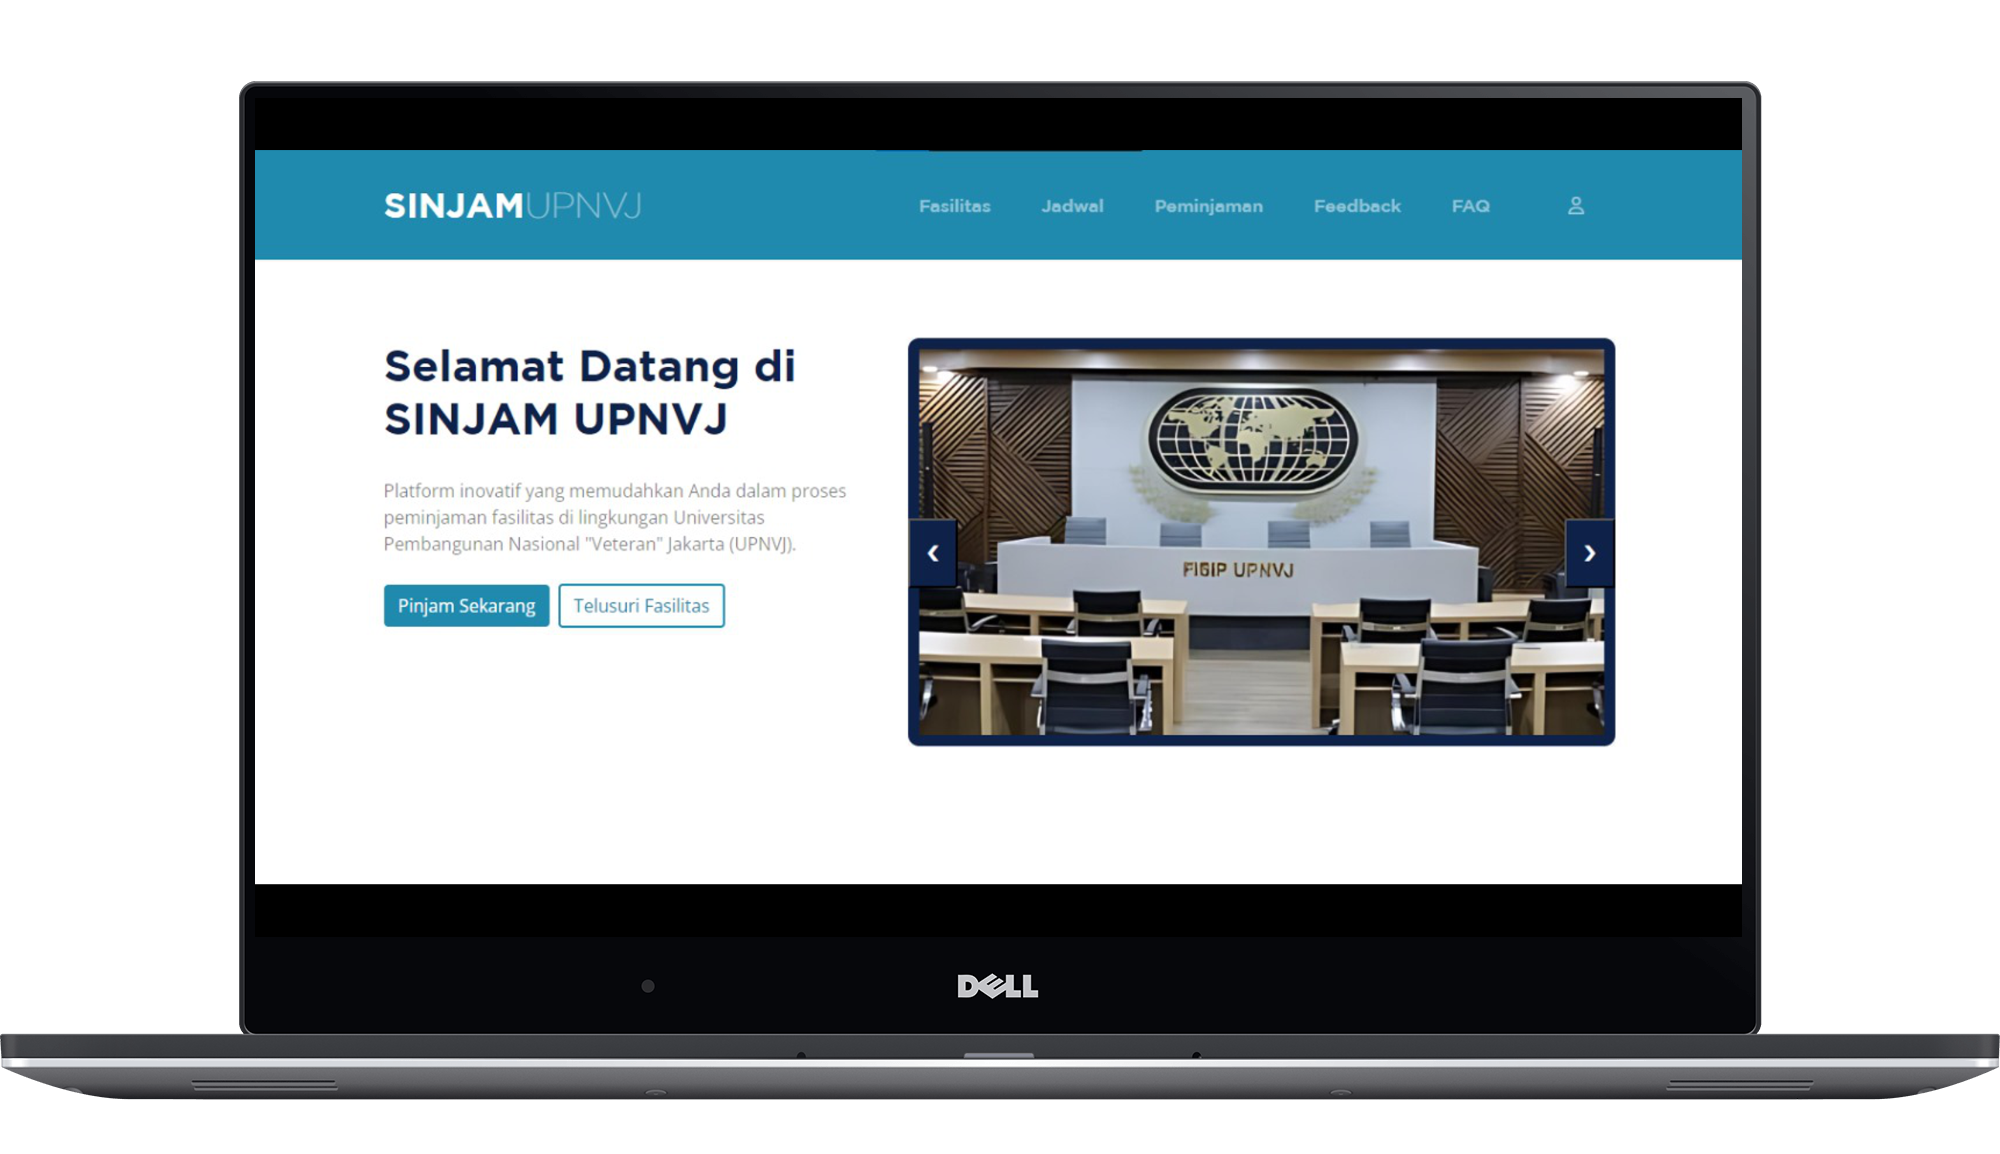 SINJAMUPNVJ
Fasilitas Jadwal Peminjaman Feedback FAQ
Selamat Datang di
SINJAM UPNVJ
Platform inovatif yang memudahkan Anda dalam proses
peminjaman fasilitas di lingkungan Universitas
Pembangunan Nasional "Veteran" Jakarta (UPNVJ).
Pinjam Sekarang Telusuri Fasilitas
FISIP UPNVJ
DELL